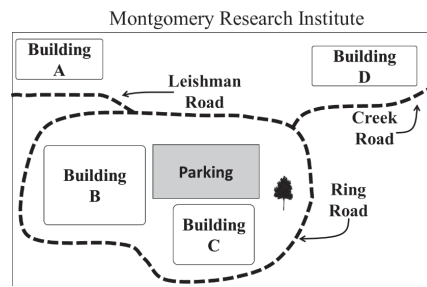 Montgomery Research Institute
Building
A
Leishman
Road
Building
D
Creek
Road
Building
B
Parking
Building
C
Ring
Road